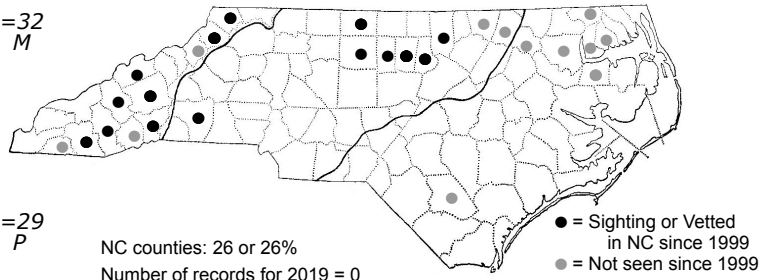 =32
M
=29
P
NC counties: 26 or 26%
Number of records for 2019 = 0
= Sighting or Vetted
in NC since 1999
= Not seen since 1999